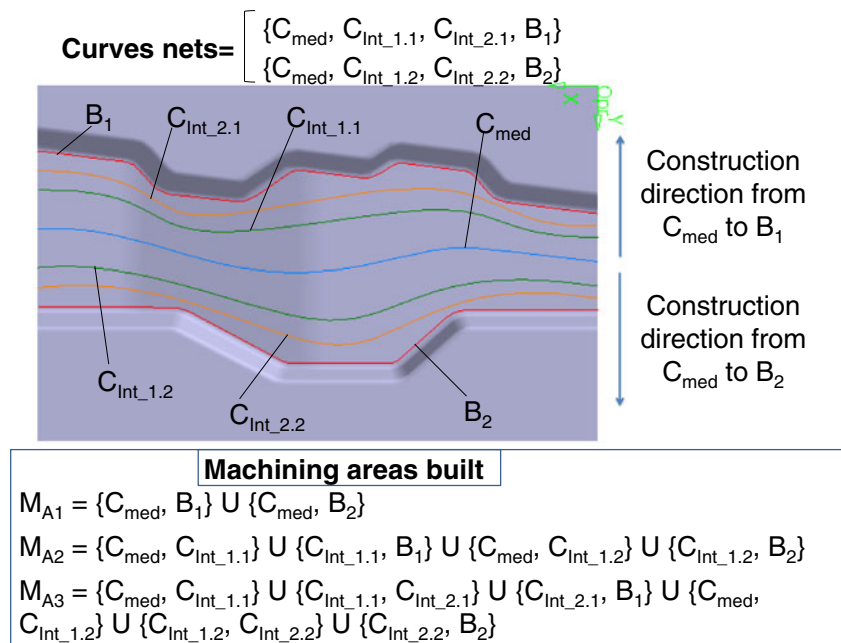 Curves nets=
{C_med, C_Int_1.1, C_Int_2.1, B_1}
{C_med, C_Int_1.2, C_Int_2.2, B_2}
B_1
C_Int_2.1
C_Int_1.1
C_med
X
Y
Construction
direction from
C_med to B_1
Construction
direction from
C_med to B_2
C_Int_1.2
C_Int_2.2
B_2
Machining areas built
M_A1 = {C_med, B_1} U {C_med, B_2}
M_A2 = {C_med, C_Int_1.1} U {C_Int_1.1, B_1} U {C_med, C_Int_1.2} U {C_Int_1.2, B_2}
M_A3 = {C_med, C_Int_1.1} U {C_Int_1.1, C_Int_2.1} U {C_Int_2.1, B_1} U {C_med,
C_Int_1.2} U {C_Int_1.2, C_Int_2.2} U {C_Int_2.2, B_2}